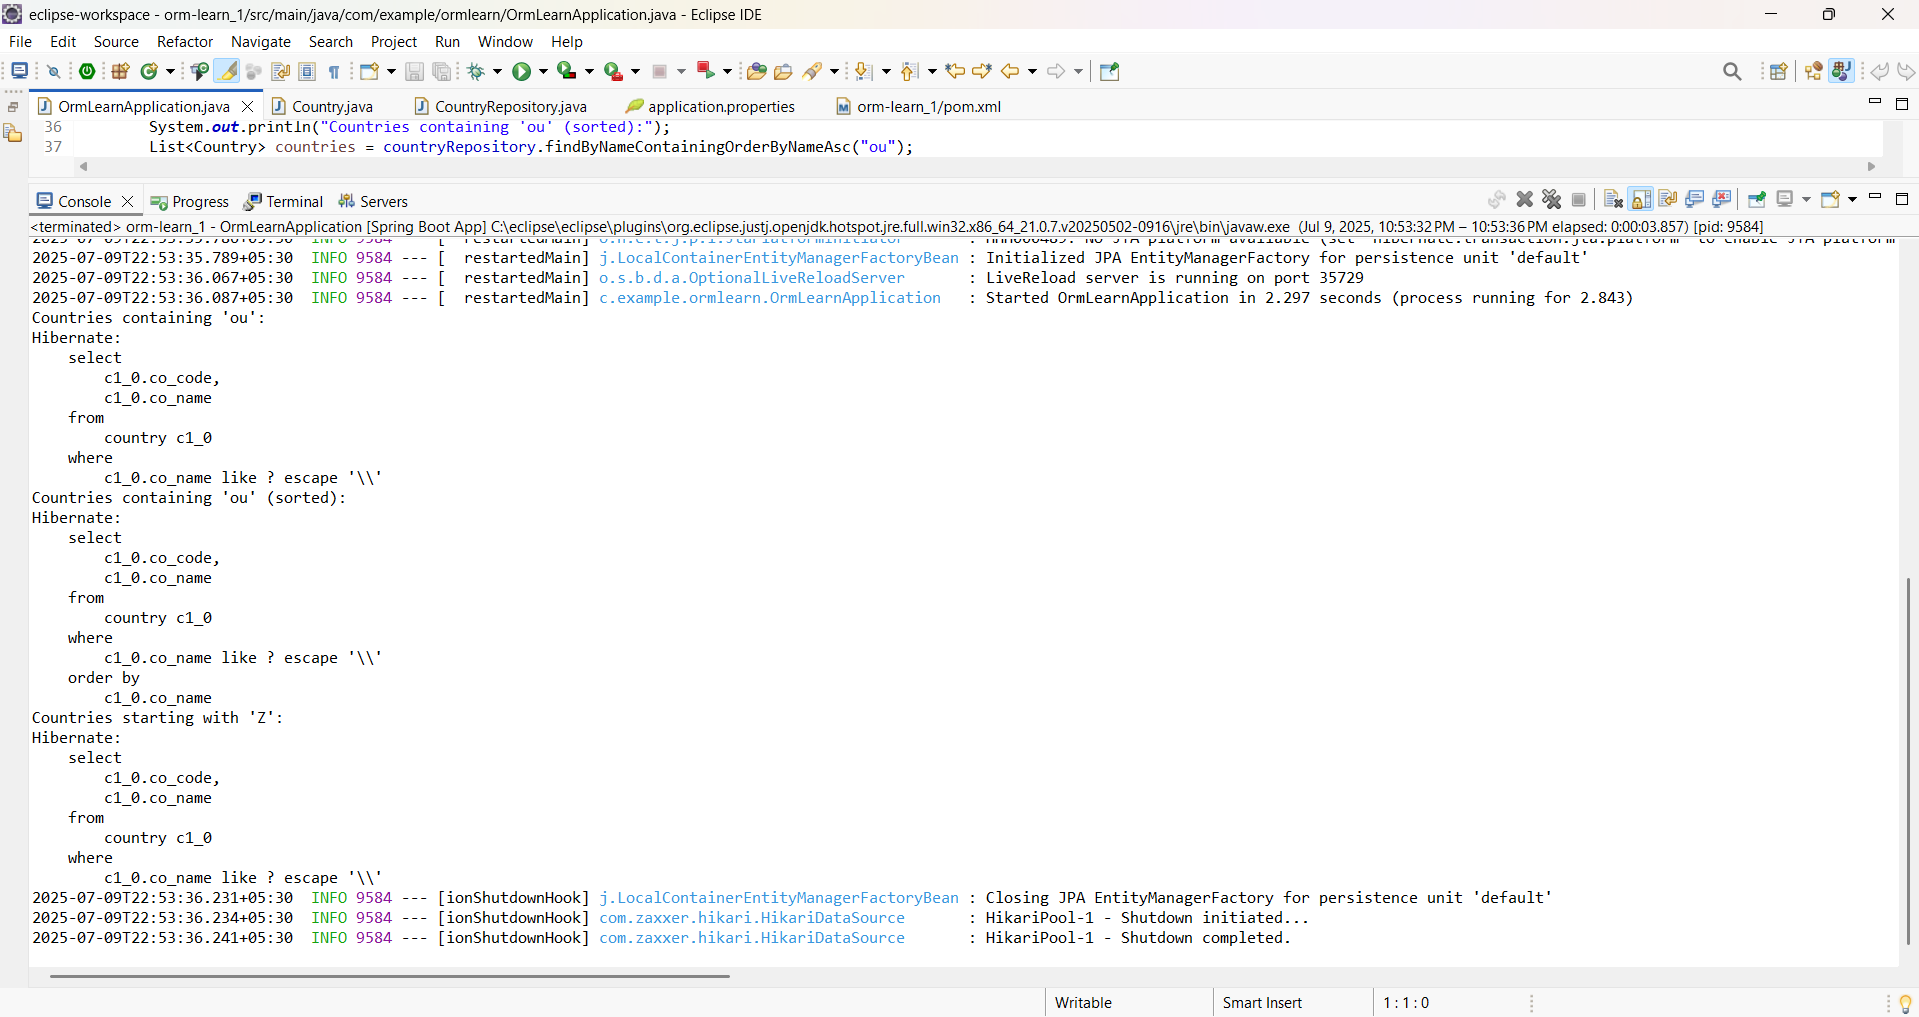 eclipse-workspace - orm-learn_1/src/main/java/com/example/ormlearn/OrmLearnApplication.java - Eclipse IDE
File Edit Source Refactor Navigate Search Project Run Window Help
OrmLearnApplication.java Country.java CountryRepository.java application.properties orm-learn_1/pom.xml
36 System.out.println("Countries containing 'ou' (sorted):");
37 List<Country> countries = countryRepository.findByNameContainingOrderByNameAsc("ou");
Console Progress Terminal Servers
<terminated> orm-learn_1 - OrmLearnApplication [Spring Boot App] C:\eclipse\eclipse\plugins\org.eclipse.justj.openjdk.hotspot.jre.full.win32.x86_64_21.0.7.v20250502-0916\jre\bin\javaw.exe (Jul 9, 2025, 10:53:32 PM – 10:53:36 PM elapsed: 0:00:03.857) [pid: 9584]
2025-07-09T22:53:35.789+05:30 INFO 9584 --- [ restartedMain] j.LocalContainerEntityManagerFactoryBean : Initialized JPA EntityManagerFactory for persistence unit 'default'
2025-07-09T22:53:36.067+05:30 INFO 9584 --- [ restartedMain] o.s.b.d.a.OptionalLiveReloadServer : LiveReload server is running on port 35729
2025-07-09T22:53:36.087+05:30 INFO 9584 --- [ restartedMain] c.example.ormlearn.OrmLearnApplication : Started OrmLearnApplication in 2.297 seconds (process running for 2.843)
Countries containing 'ou':
Hibernate:
select
c1_0.co_code,
c1_0.co_name
from
country c1_0
where
c1_0.co_name like ? escape '\\'
Countries containing 'ou' (sorted):
Hibernate:
select
c1_0.co_code,
c1_0.co_name
from
country c1_0
where
c1_0.co_name like ? escape '\\'
order by
c1_0.co_name
Countries starting with 'Z':
Hibernate:
select
c1_0.co_code,
c1_0.co_name
from
country c1_0
where
c1_0.co_name like ? escape '\\'
2025-07-09T22:53:36.231+05:30 INFO 9584 --- [ionShutdownHook] j.LocalContainerEntityManagerFactoryBean : Closing JPA EntityManagerFactory for persistence unit 'default'
2025-07-09T22:53:36.234+05:30 INFO 9584 --- [ionShutdownHook] com.zaxxer.hikari.HikariDataSource : HikariPool-1 - Shutdown initiated...
2025-07-09T22:53:36.241+05:30 INFO 9584 --- [ionShutdownHook] com.zaxxer.hikari.HikariDataSource : HikariPool-1 - Shutdown completed.
Writable Smart Insert 1 : 1 : 0